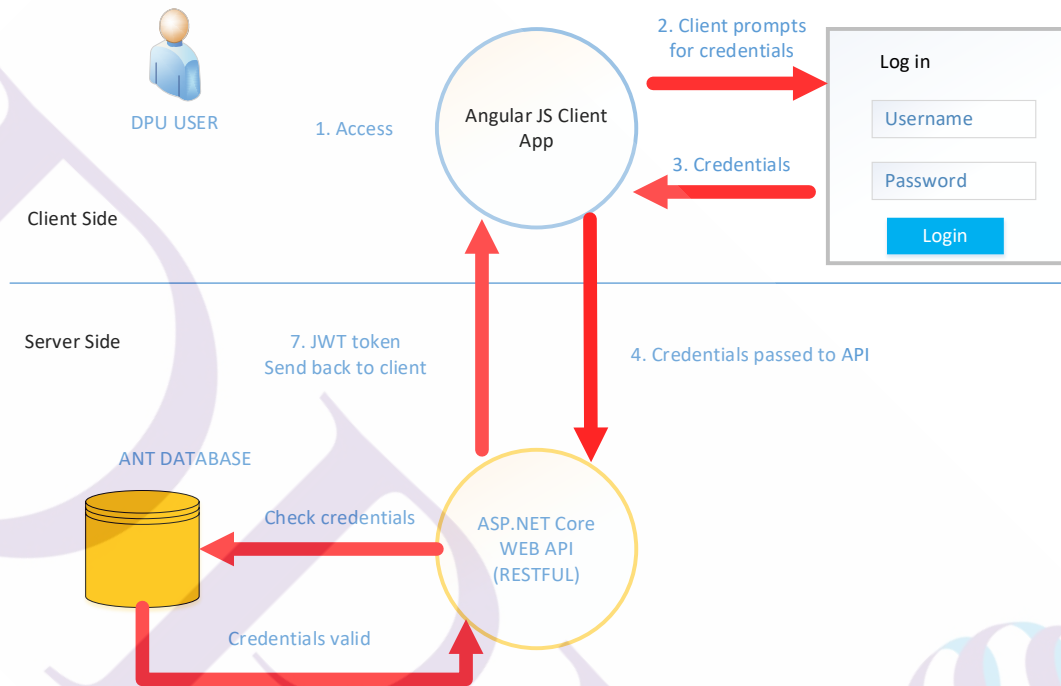 2. Client prompts
for credentials
Log in
Angular JS Client
App
DPU USER
1. Access
Username
3. Credentials
Password
Client Side
Login
Server Side
7. JWT token
Send back to client
4. Credentials passed to API
ANT DATABASE
Check credentials
ASP.NET Core
WEB API
(RESTFUL)
Credentials valid